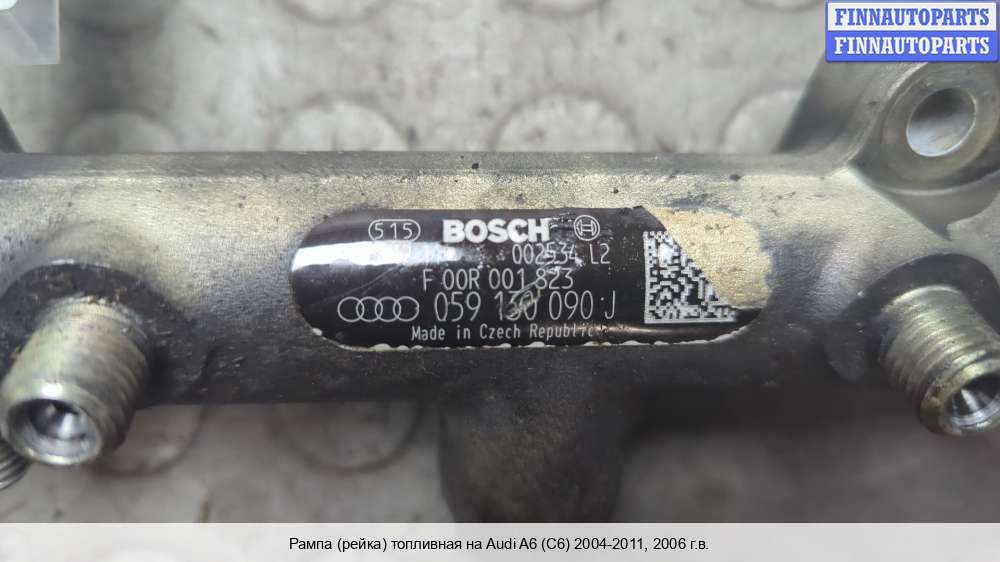 FINNAUTOPARTS
FINNAUTOPARTS
515 BOSCH
002534 L2
F 00R 001 823
059 130 090 J
Made in Czech Republic
Рампа (рейка) топливная на Audi A6 (C6) 2004-2011, 2006 г.в.